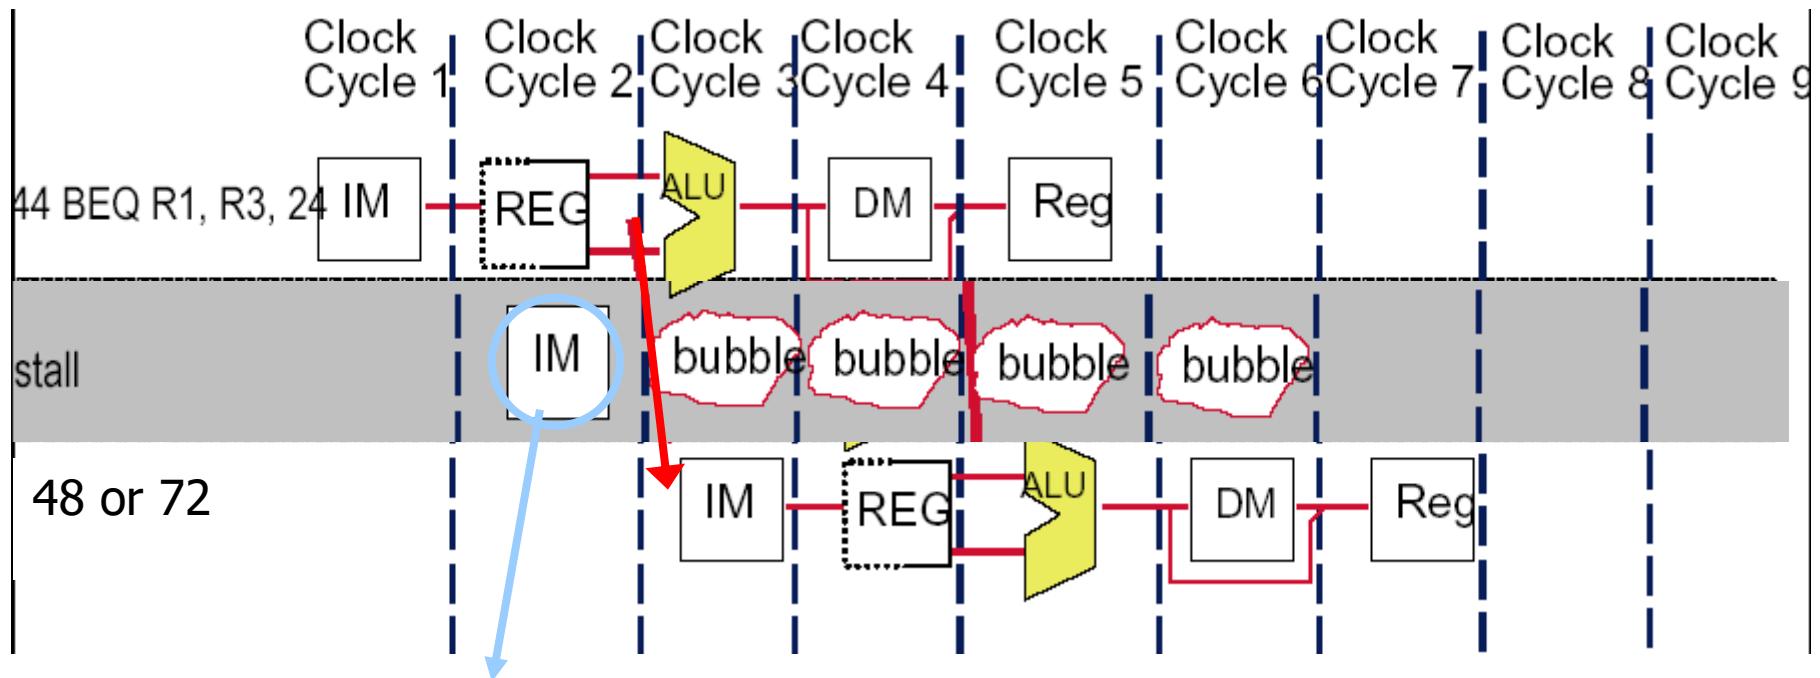 Clock Clock Clock Clock Clock Clock Clock Clock Clock
Cycle 1 Cycle 2 Cycle 3 Cycle 4 Cycle 5 Cycle 6 Cycle 7 Cycle 8 Cycle 9
44 BEQ R1, R3, 24 IM REG ALU DM Reg
stall IM bubble bubble bubble bubble
48 or 72 IM REG ALU DM Reg